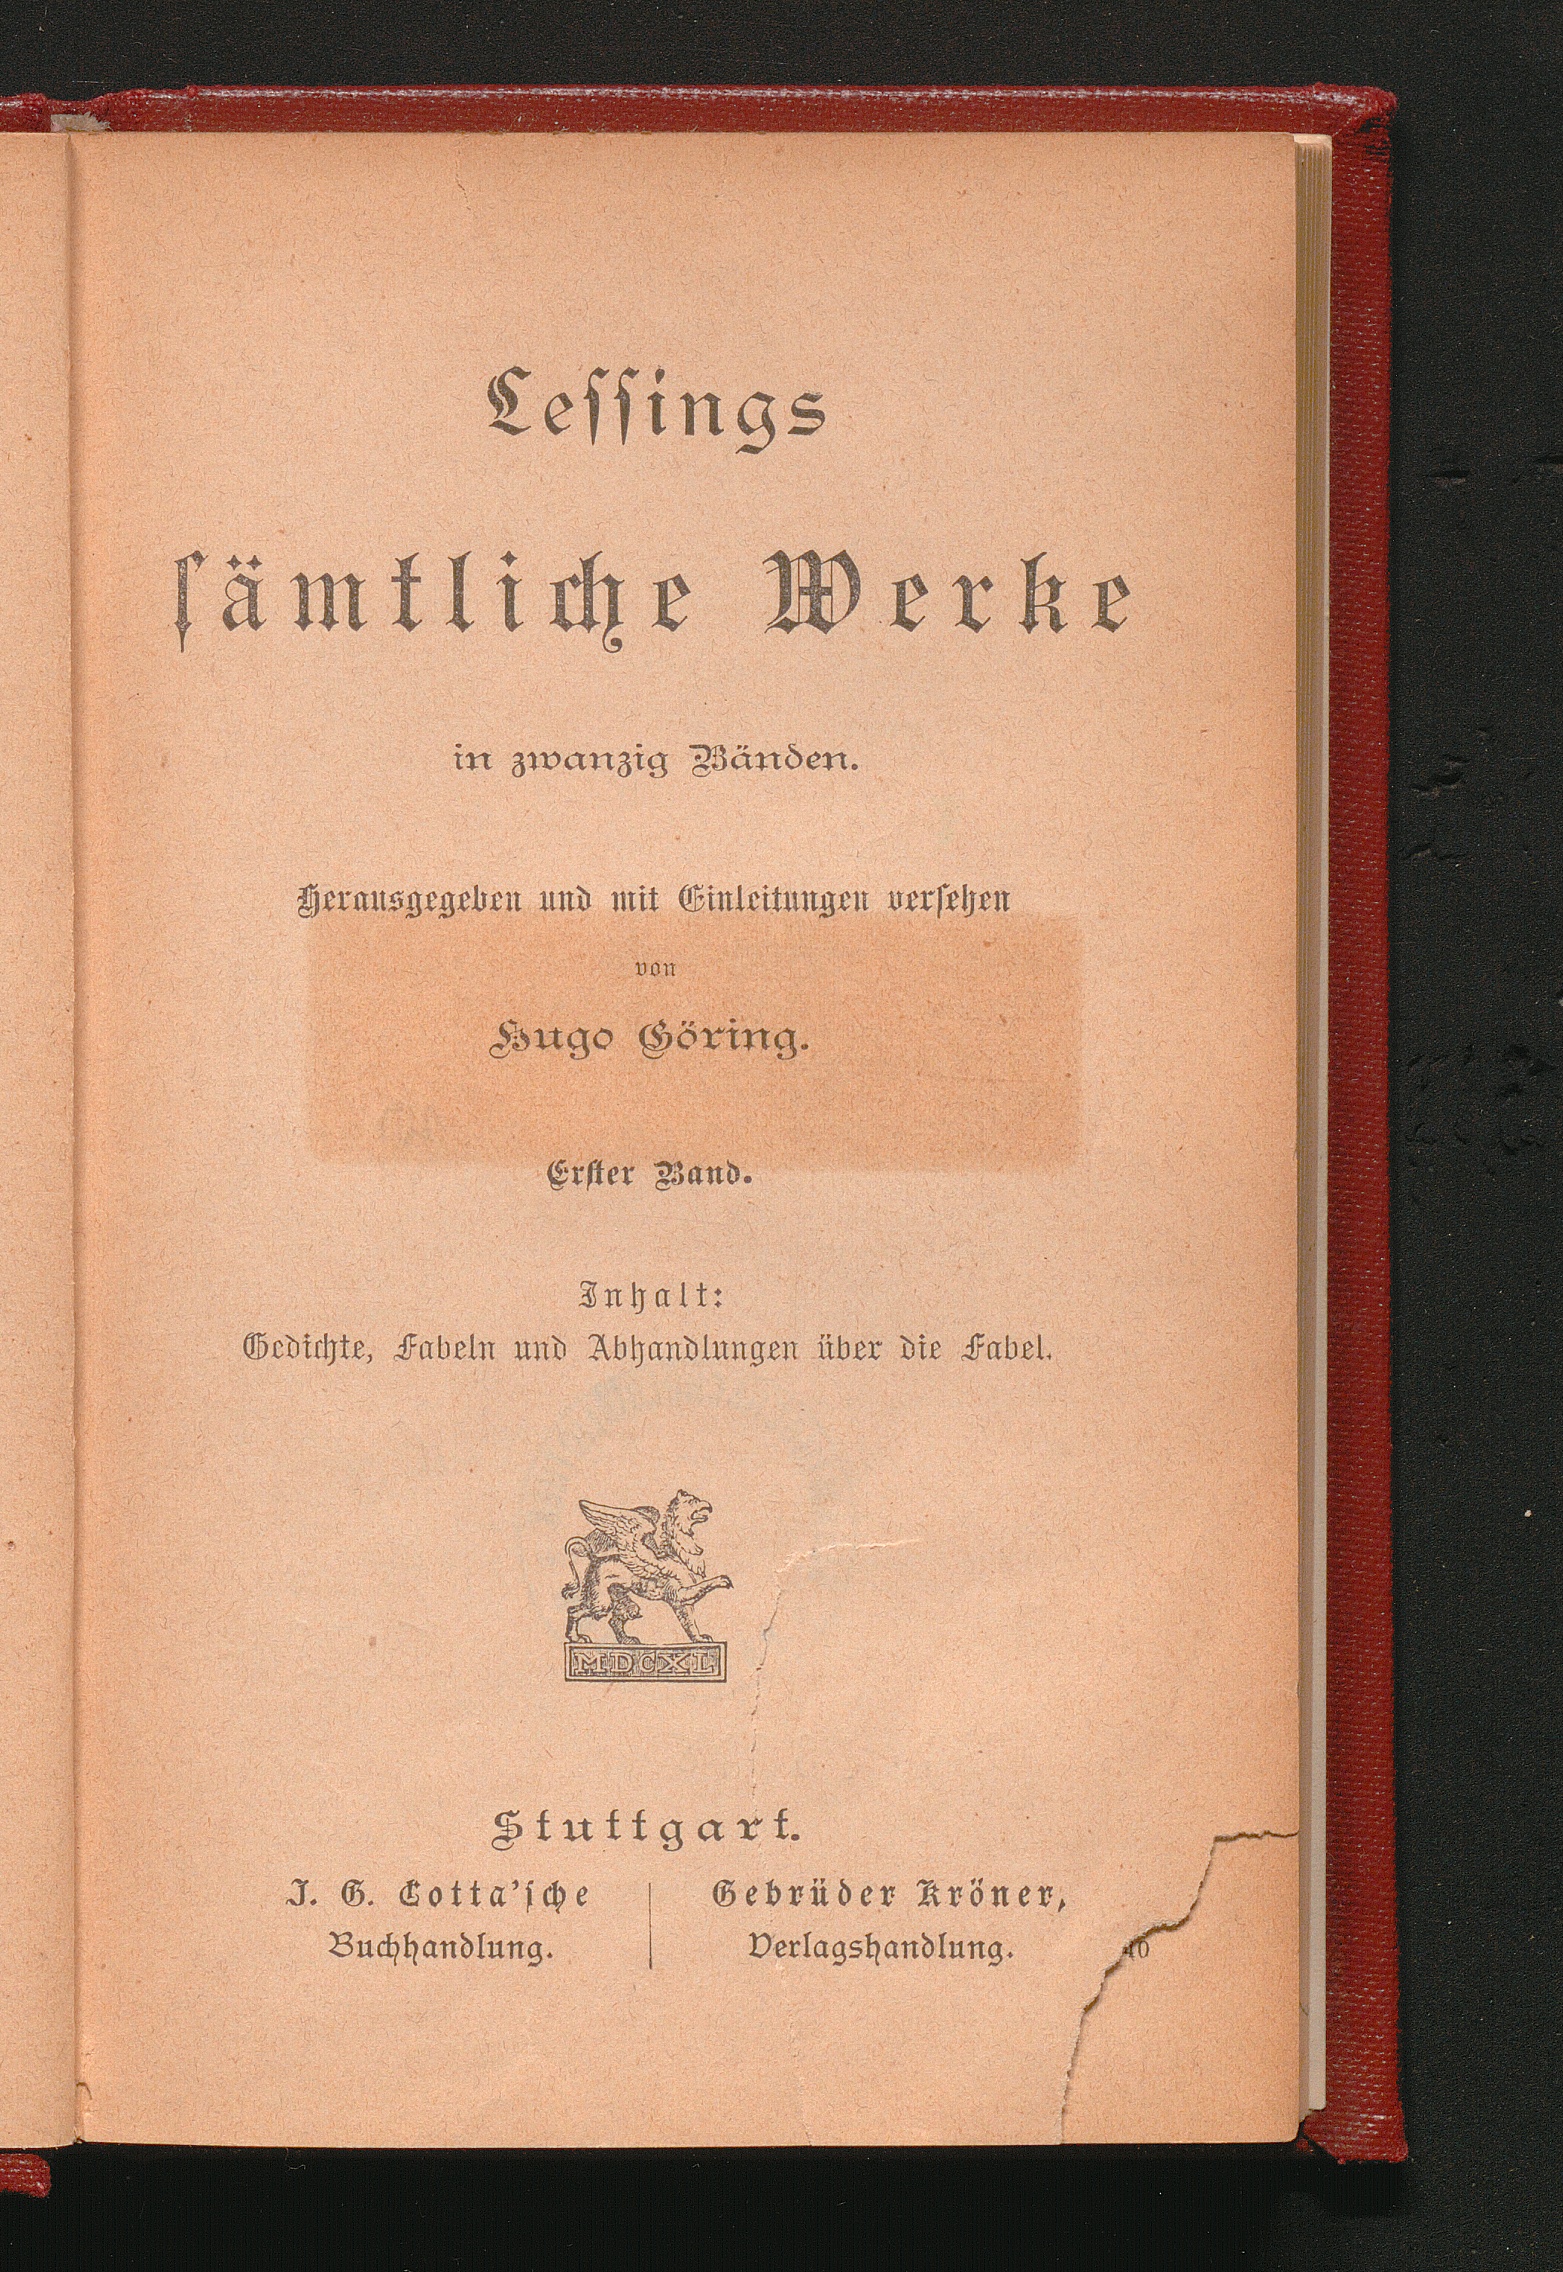 Leſſings
ſämtliche Werke
in zwanzig Bänden.
Herausgegeben und mit Einleitungen verſehen
von
Hugo Göring.
Erſter Band.
Inhalt:
Gedichte, Fabeln und Abhandlungen über die Fabel.
MDCXL
Stuttgart.
J. G. Cotta'ſche
Buchhandlung.
Gebrüder Kröner,
Verlagshandlung.